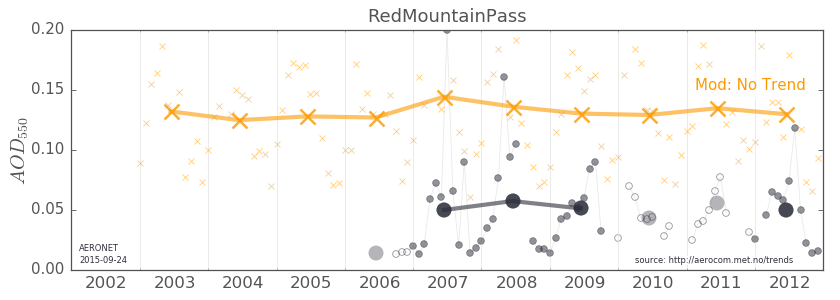 RedMountainPass
0.20
0.15
0.10
0.05
0.00
AOD550
Mod: No Trend
AERONET
2015-09-24
source: http://aerocom.met.no/trends
2002 2003 2004 2005 2006 2007 2008 2009 2010 2011 2012